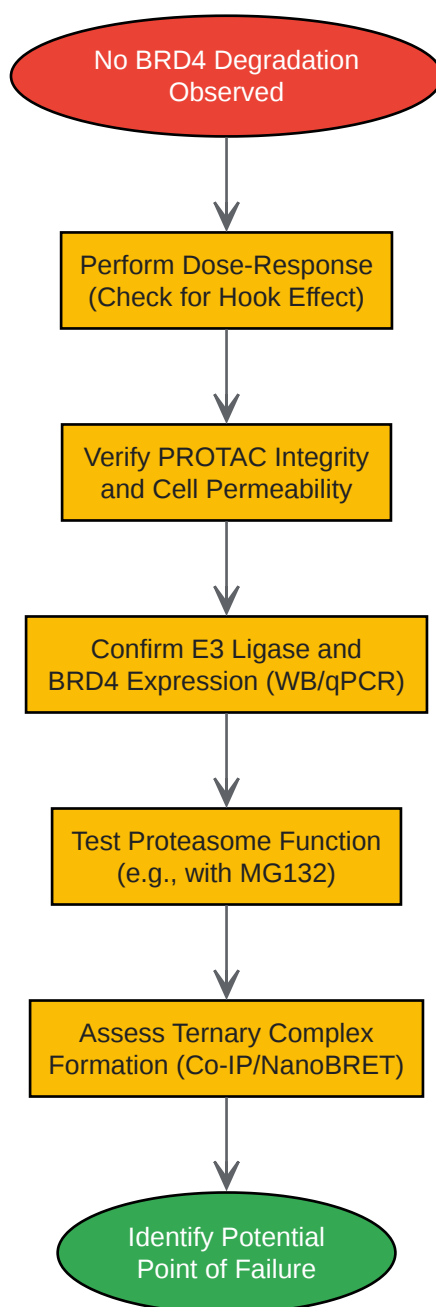 No BRD4 Degradation
Observed
Perform Dose-Response
(Check for Hook Effect)
Verify PROTAC Integrity
and Cell Permeability
Confirm E3 Ligase and
BRD4 Expression (WB/qPCR)
Test Proteasome Function
(e.g., with MG132)
Assess Ternary Complex
Formation (Co-IP/NanoBRET)
Identify Potential
Point of Failure